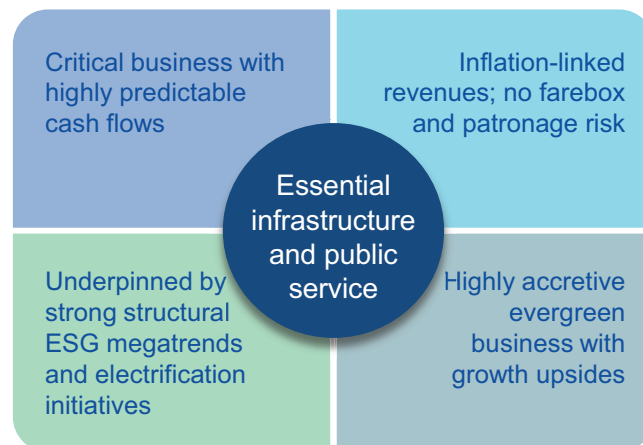 Critical business with
highly predictable
cash flows
Inflation-linked
revenues; no farebox
and patronage risk
Essential
infrastructure
and public
service
Underpinned by
strong structural
ESG megatrends
and electrification
initiatives
Highly accretive
evergreen
business with
growth upsides